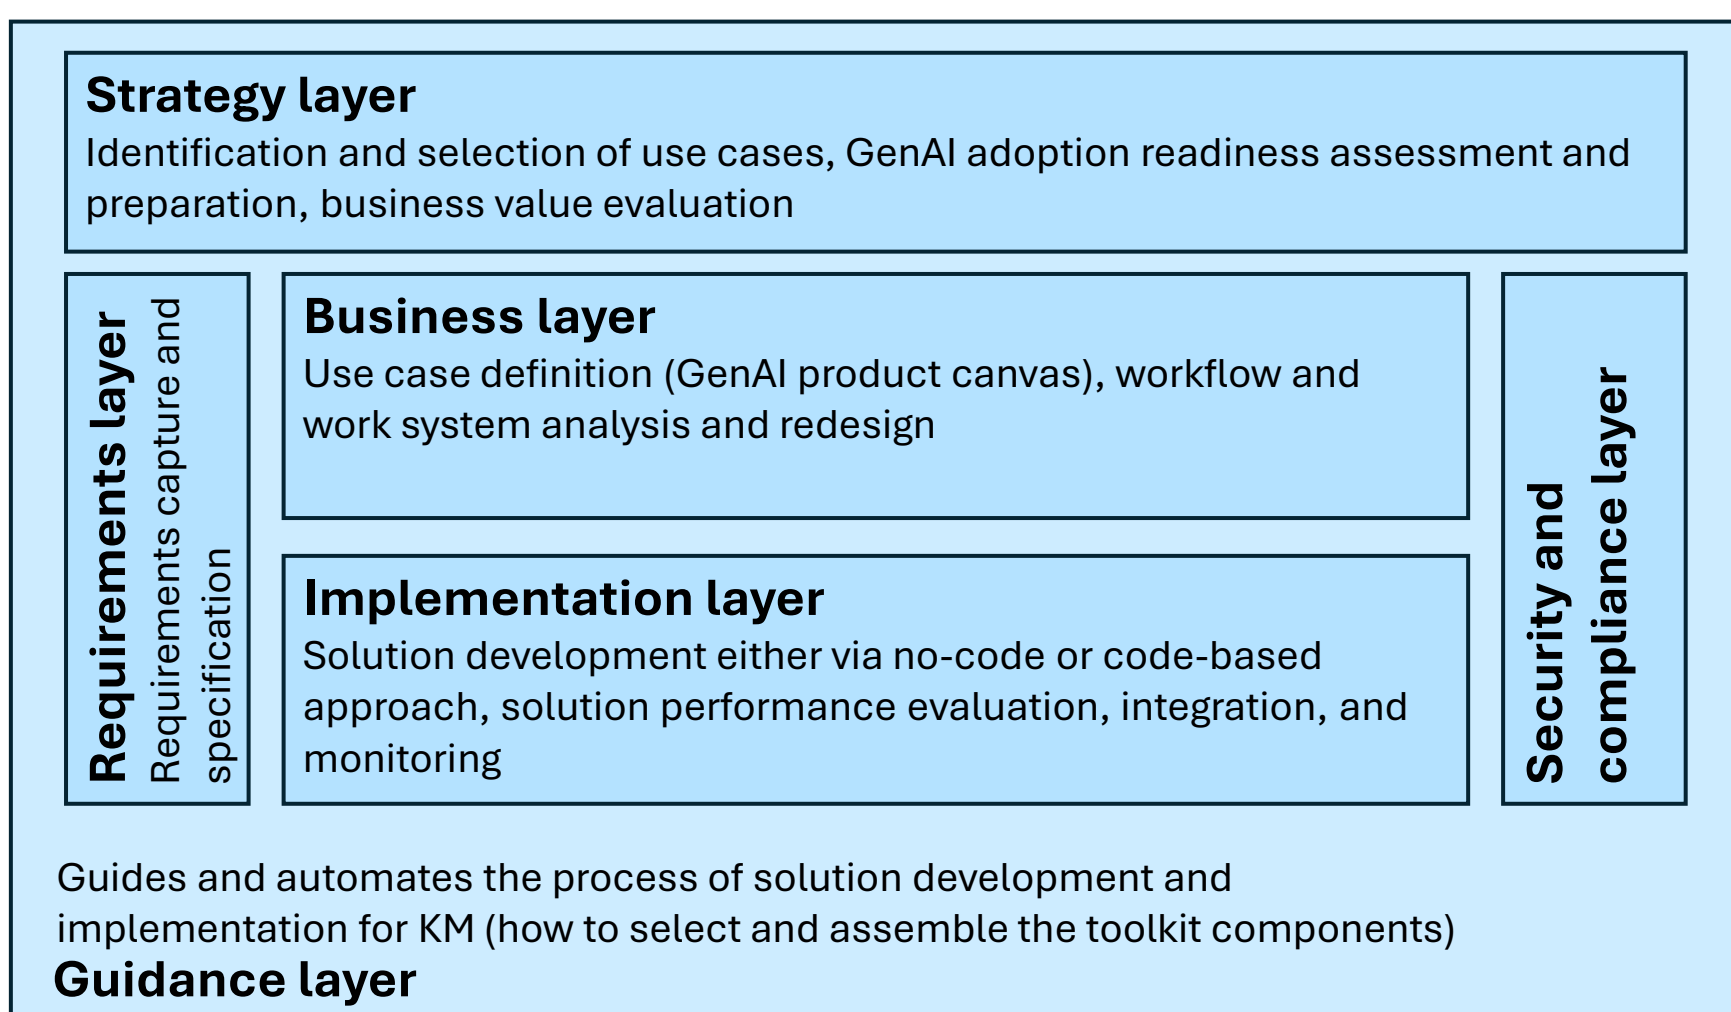 Strategy layer
Identification and selection of use cases, GenAI adoption readiness assessment and
preparation, business value evaluation
Requirements layer
Requirements capture and
specification
Business layer
Use case definition (GenAI product canvas), workflow and
work system analysis and redesign
Implementation layer
Solution development either via no-code or code-based
approach, solution performance evaluation, integration, and
monitoring
Security and
compliance layer
Guides and automates the process of solution development and
implementation for KM (how to select and assemble the toolkit components)
Guidance layer